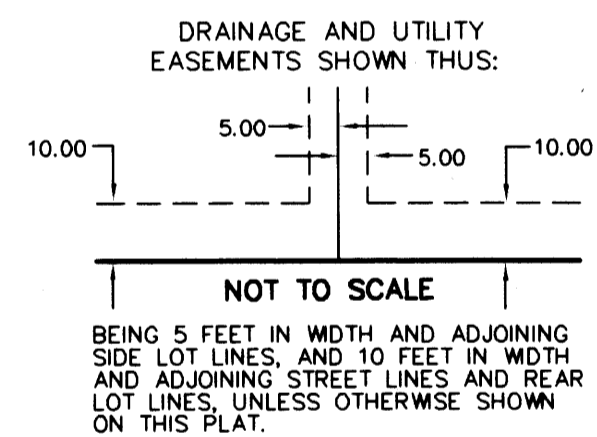 DRAINAGE AND UTILITY
EASEMENTS SHOWN THUS:
5.00
10.00
5.00
10.00
NOT TO SCALE
BEING 5 FEET IN WIDTH AND ADJOINING
SIDE LOT LINES, AND 10 FEET IN WIDTH
AND ADJOINING STREET LINES AND REAR
LOT LINES, UNLESS OTHERWISE SHOWN
ON THIS PLAT.